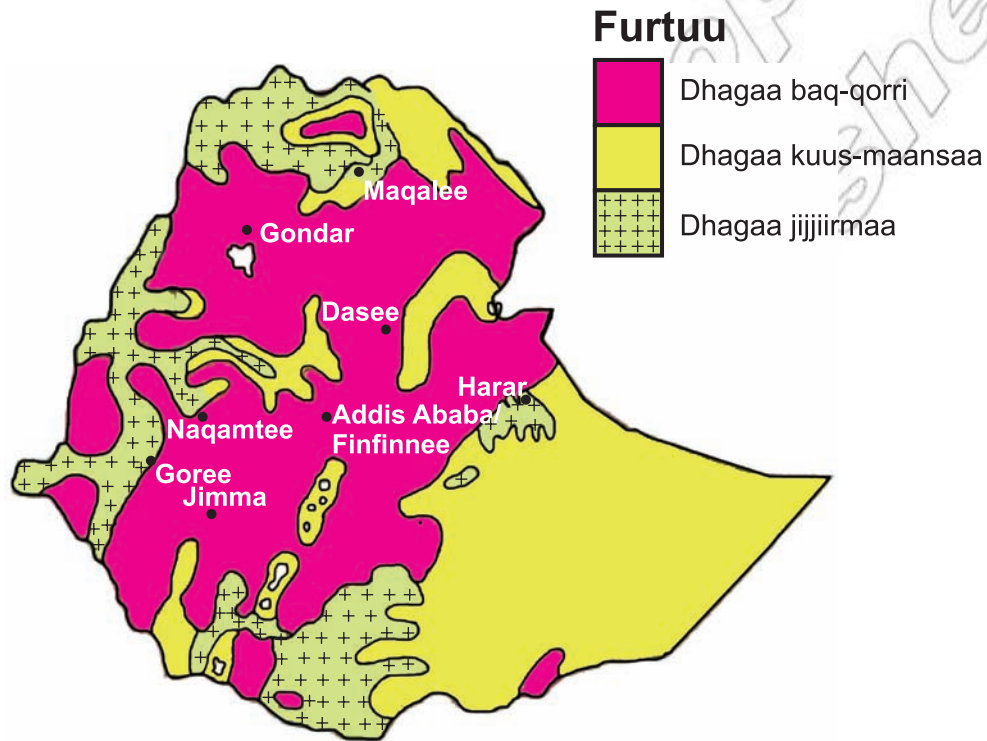 Furtuu
Dhagaa baq-qorri
Dhagaa kuus-maansaa
Dhagaa jijjiirmaa
Maqalee
Gondar
Dasee
Harar
Addis Ababa/
Finfinnee
Naqamtee
Goree
Jimma